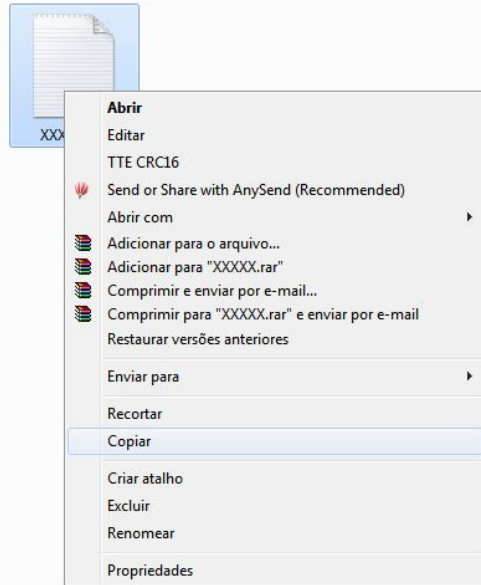 XXX
Abrir
Editar
TTE CRC16
Send or Share with AnySend (Recommended)
Abrir com
Adicionar para o arquivo...
Adicionar para "XXXXX.rar"
Comprimir e enviar por e-mail...
Comprimir para "XXXXX.rar" e enviar por e-mail
Restaurar versões anteriores
Enviar para
Recortar
Copiar
Criar atalho
Excluir
Renomear
Propriedades